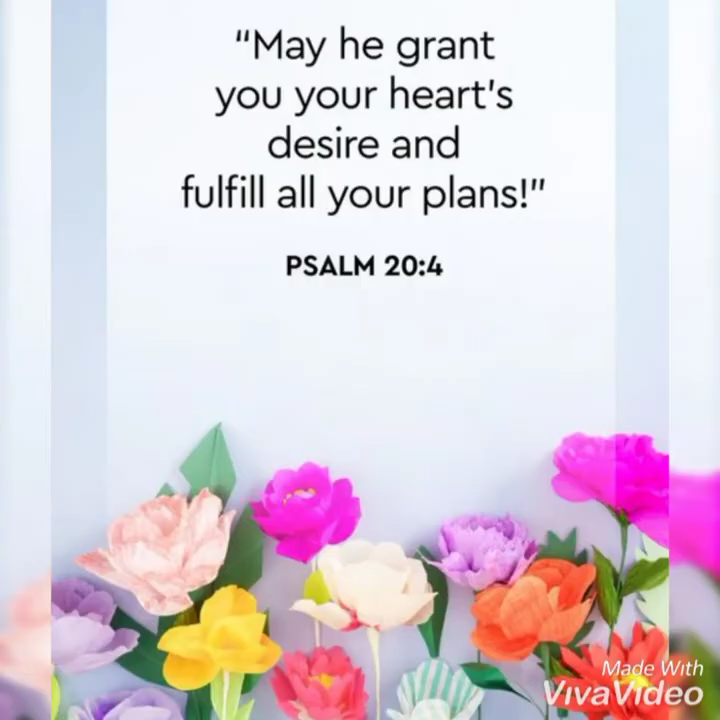 "May he grant
you your heart's
desire and
fulfill all your plans!"
PSALM 20:4
Made With
VivaVideo